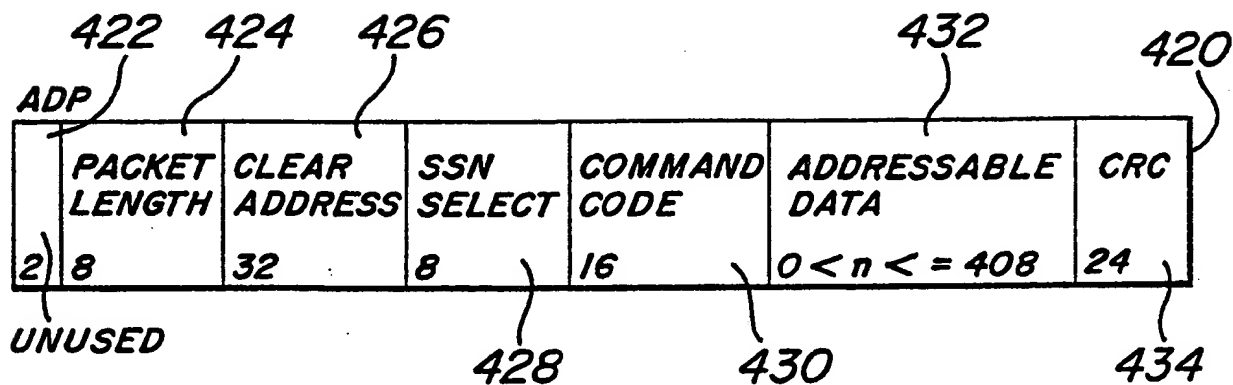 422 424 426 432 420
ADP
PACKET LENGTH CLEAR ADDRESS SSN SELECT COMMAND CODE ADDRESSABLE DATA CRC
2 8 32 8 16 0 < n < = 408 24
UNUSED
428 430 434